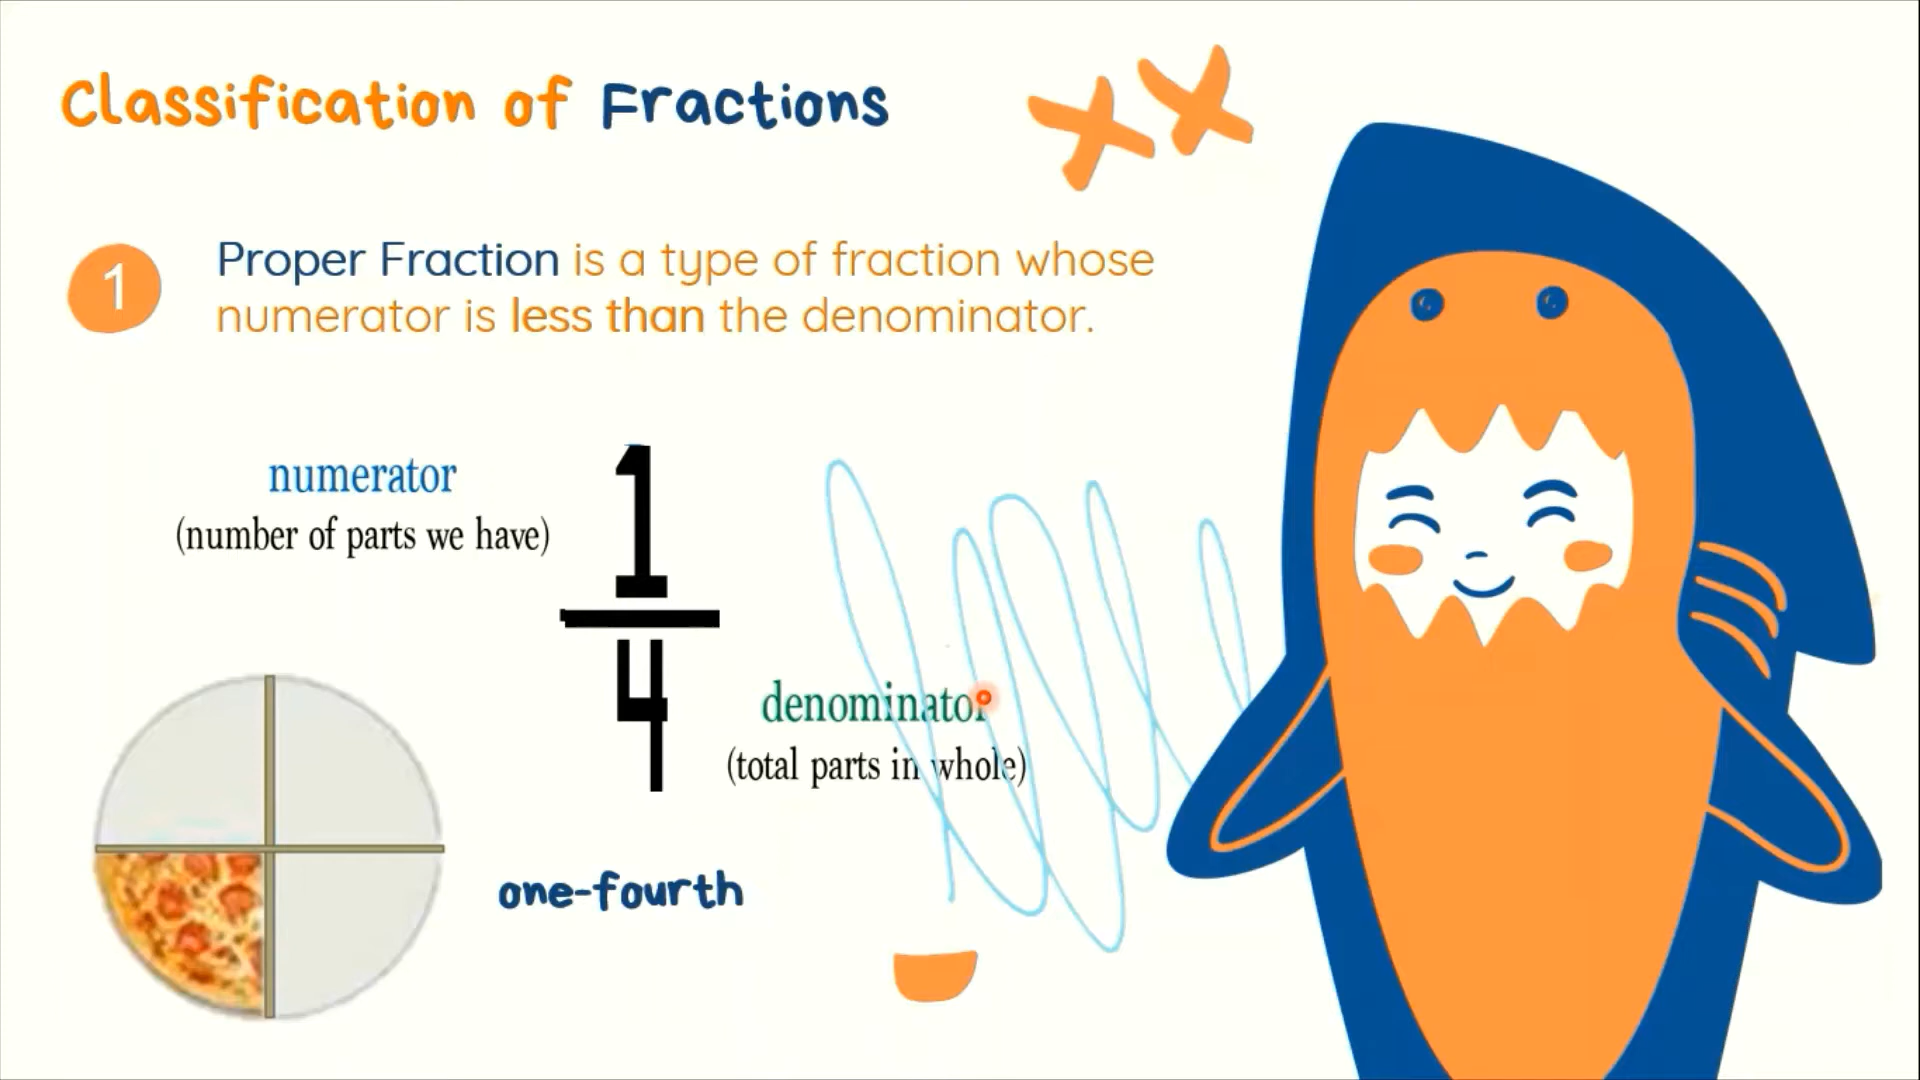 Classification of Fractions
1
Proper Fraction is a type of fraction whose
numerator is less than the denominator.
numerator
(number of parts we have)
1
4
denominator
(total parts in whole)
one-fourth